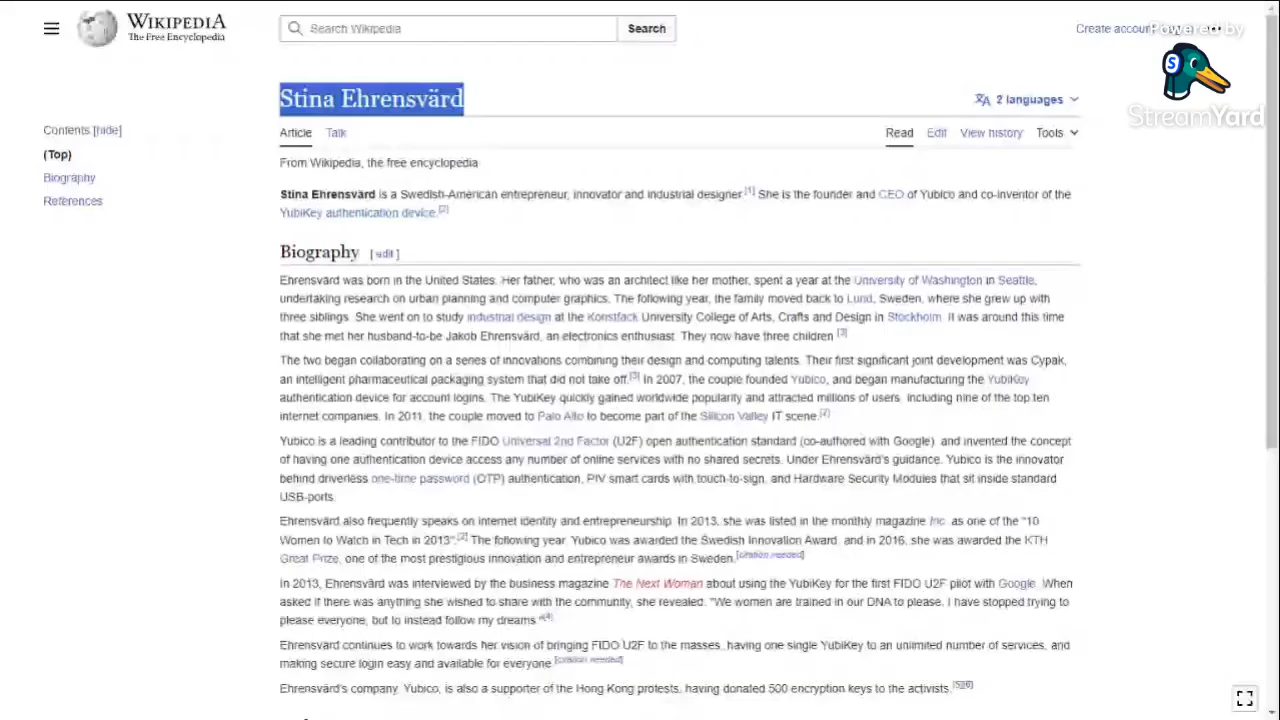 WIKIPEDIA
The Free Encyclopedia
Search Wikipedia
Search
Create account
Powered by
StreamYard
Stina Ehrensvärd
2 languages
Contents [hide]
(Top)
Biography
References
Article Talk
Read Edit View history Tools
From Wikipedia, the free encyclopedia
Stina Ehrensvärd is a Swedish-American entrepreneur, innovator and industrial designer.[1] She is the founder and CEO of Yubico and co-inventor of the
YubiKey authentication device.[2]
Biography [ edit ]
Ehrensvärd was born in the United States. Her father, who was an architect like her mother, spent a year at the University of Washington in Seattle,
undertaking research on urban planning and computer graphics. The following year, the family moved back to Lund, Sweden, where she grew up with
three siblings. She went on to study industrial design at the Konstfack University College of Arts, Crafts and Design in Stockholm. It was around this time
that she met her husband-to-be Jakob Ehrensvärd, an electronics enthusiast. They now have three children.[3]
The two began collaborating on a series of innovations combining their design and computing talents. Their first significant joint development was Cypak,
an intelligent pharmaceutical packaging system that did not take off.[3] In 2007, the couple founded Yubico, and began manufacturing the YubiKey
authentication device for account logins. The YubiKey quickly gained worldwide popularity and attracted millions of users, including nine of the top ten
internet companies. In 2011, the couple moved to Palo Alto to become part of the Silicon Valley IT scene.[2]
Yubico is a leading contributor to the FIDO Universal 2nd Factor (U2F) open authentication standard (co-authored with Google), and invented the concept
of having one authentication device access any number of online services with no shared secrets. Under Ehrensvärd's guidance, Yubico is the innovator
behind driverless one-time password (OTP) authentication, PIV smart cards with touch-to-sign, and Hardware Security Modules that sit inside standard
USB-ports.
Ehrensvärd also frequently speaks on internet identity and entrepreneurship. In 2013, she was listed in the monthly magazine Inc. as one of the "10
Women to Watch in Tech in 2013".[2] The following year, Yubico was awarded the Swedish Innovation Award, and in 2016, she was awarded the KTH
Great Prize, one of the most prestigious innovation and entrepreneur awards in Sweden.[citation needed]
In 2013, Ehrensvärd was interviewed by the business magazine The Next Woman about using the YubiKey for the first FIDO U2F pilot with Google. When
asked if there was anything she wished to share with the community, she revealed: "We women are trained in our DNA to please. I have stopped trying to
please everyone, but to instead follow my dreams."[4]
Ehrensvärd continues to work towards her vision of bringing FIDO U2F to the masses, having one single YubiKey to an unlimited number of services, and
making secure login easy and available for everyone.[citation needed]
Ehrensvärd's company, Yubico, is also a supporter of the Hong Kong protests, having donated 500 encryption keys to the activists.[5][6]